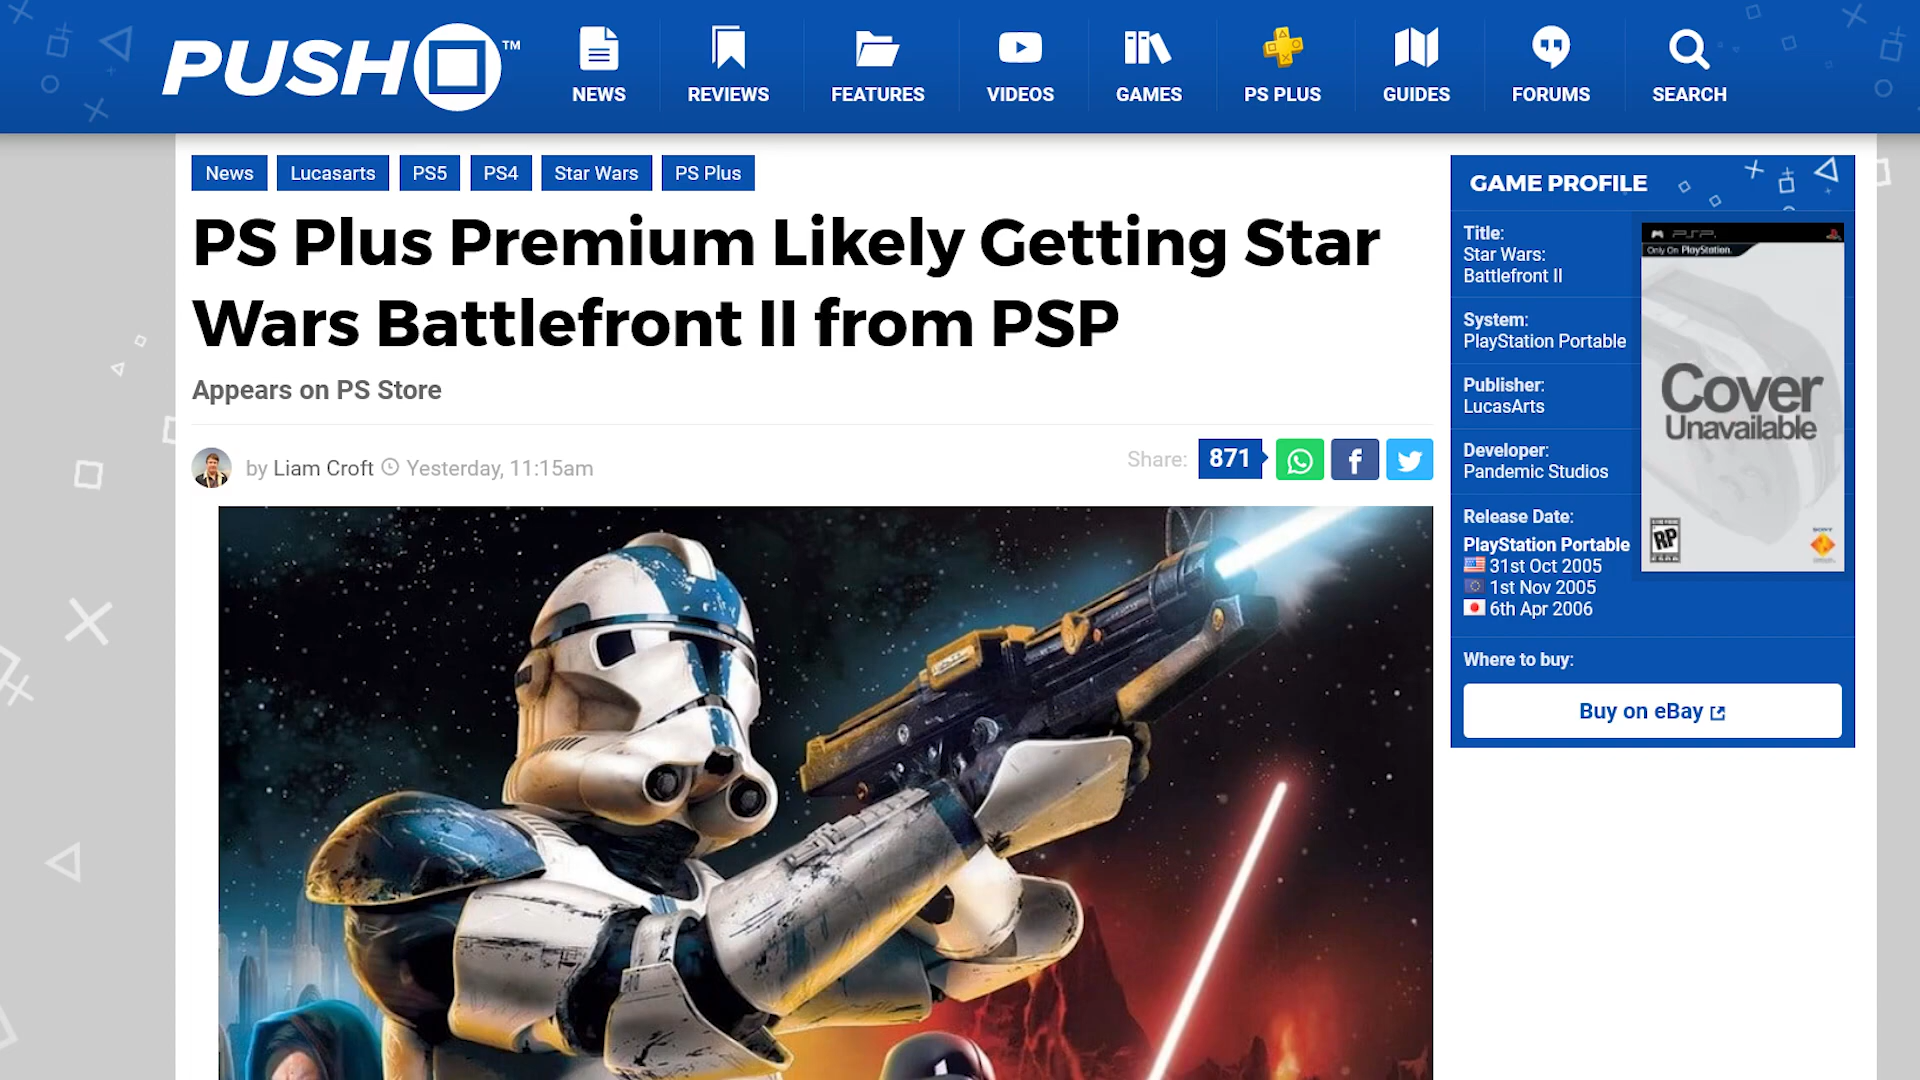 PUSH ™
NEWS
REVIEWS
FEATURES
VIDEOS
GAMES
PS PLUS
GUIDES
FORUMS
SEARCH
News
Lucasarts
PS5
PS4
Star Wars
PS Plus
PS Plus Premium Likely Getting Star
Wars Battlefront II from PSP
Appears on PS Store
by Liam Croft Yesterday, 11:15am
Share: 871
GAME PROFILE
Title:
Star Wars:
Battlefront II
System:
PlayStation Portable
Publisher:
LucasArts
Developer:
Pandemic Studios
Release Date:
PlayStation Portable
31st Oct 2005
1st Nov 2005
6th Apr 2006
PSP
Only On PlayStation.
Cover
Unavailable
RP
SONY
Where to buy:
Buy on eBay